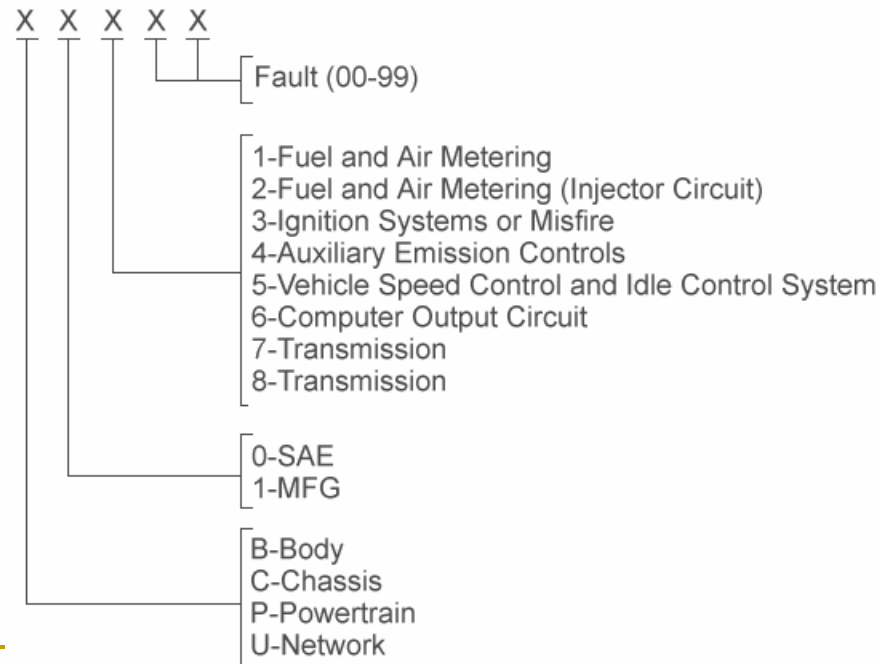 X X X X X
Fault (00-99)
1-Fuel and Air Metering
2-Fuel and Air Metering (Injector Circuit)
3-Ignition Systems or Misfire
4-Auxiliary Emission Controls
5-Vehicle Speed Control and Idle Control System
6-Computer Output Circuit
7-Transmission
8-Transmission
0-SAE
1-MFG
B-Body
C-Chassis
P-Powertrain
U-Network